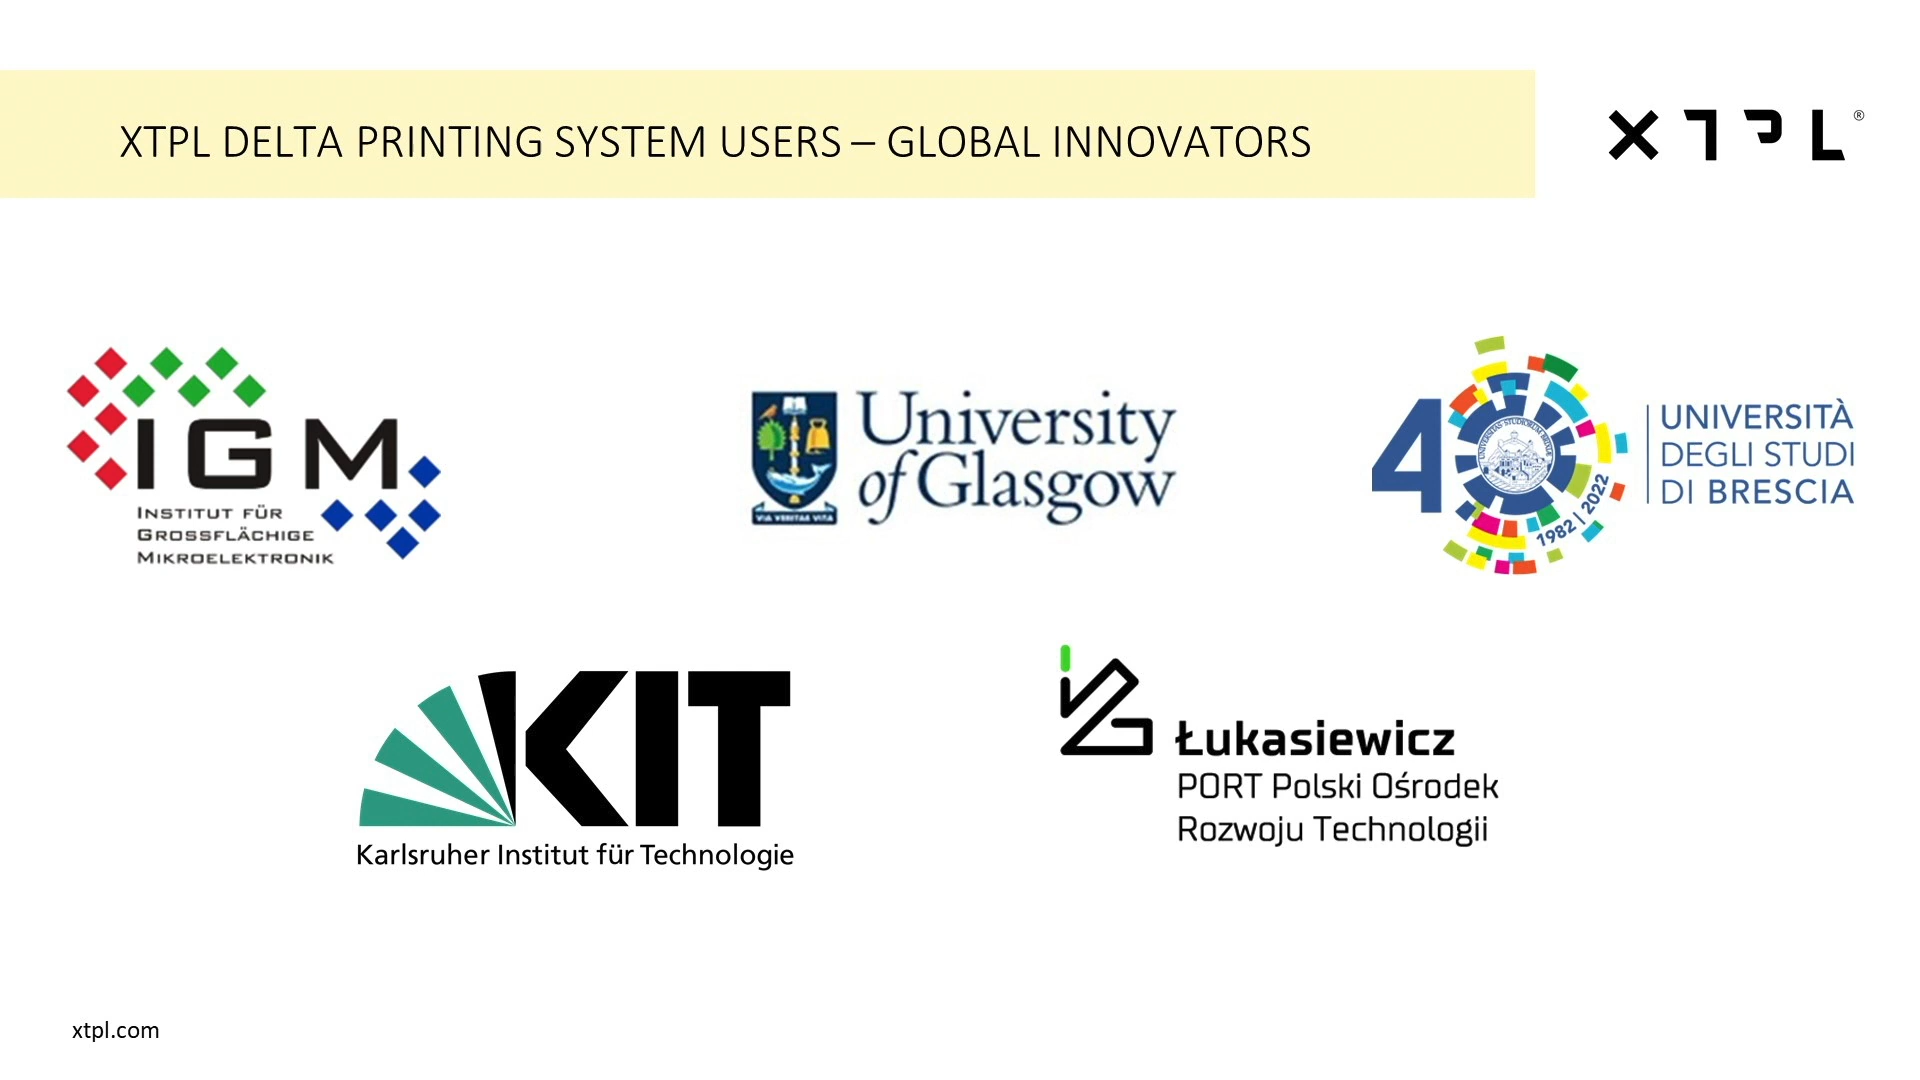 XTPL DELTA PRINTING SYSTEM USERS – GLOBAL INNOVATORS
XTPL®
IGM
INSTITUT FÜR
GROSSFLÄCHIGE
MIKROELEKTRONIK
VIA VERITAS VITA
University
of Glasgow
40
1982 | 2022
UNIVERSITÀ
DEGLI STUDI
DI BRESCIA
KIT
Karlsruher Institut für Technologie
Łukasiewicz
PORT Polski Ośrodek
Rozwoju Technologii
xtpl.com